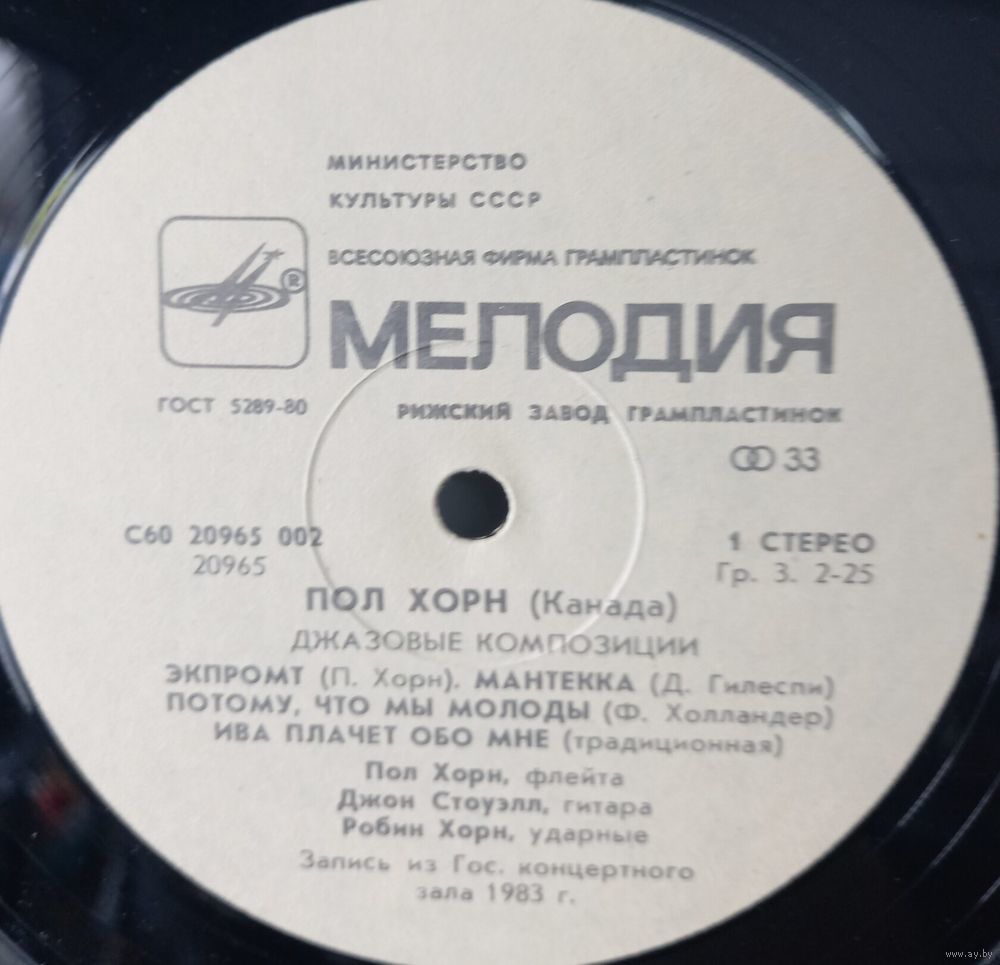 МИНИСТЕРСТВО
КУЛЬТУРЫ СССР
ВСЕСОЮЗНАЯ ФИРМА ГРАМПЛАСТИНОК
МЕЛОДИЯ
®
ГОСТ 5289-80
РИЖСКИЙ ЗАВОД ГРАМПЛАСТИНОК
33
С60 20965 002
20965
1 СТЕРЕО
Гр. 3. 2-25
ПОЛ ХОРН (Канада)
ДЖАЗОВЫЕ КОМПОЗИЦИИ
ЭКПРОМТ (П. Хорн). МАНТЕККА (Д. Гилеспи)
ПОТОМУ, ЧТО МЫ МОЛОДЫ (Ф. Холландер)
ИВА ПЛАЧЕТ ОБО МНЕ (традиционная)
Пол Хорн, флейта
Джон Стоуэлл, гитара
Робин Хорн, ударные
Запись из Гос. концертного
зала 1983 г.
www.ay.by